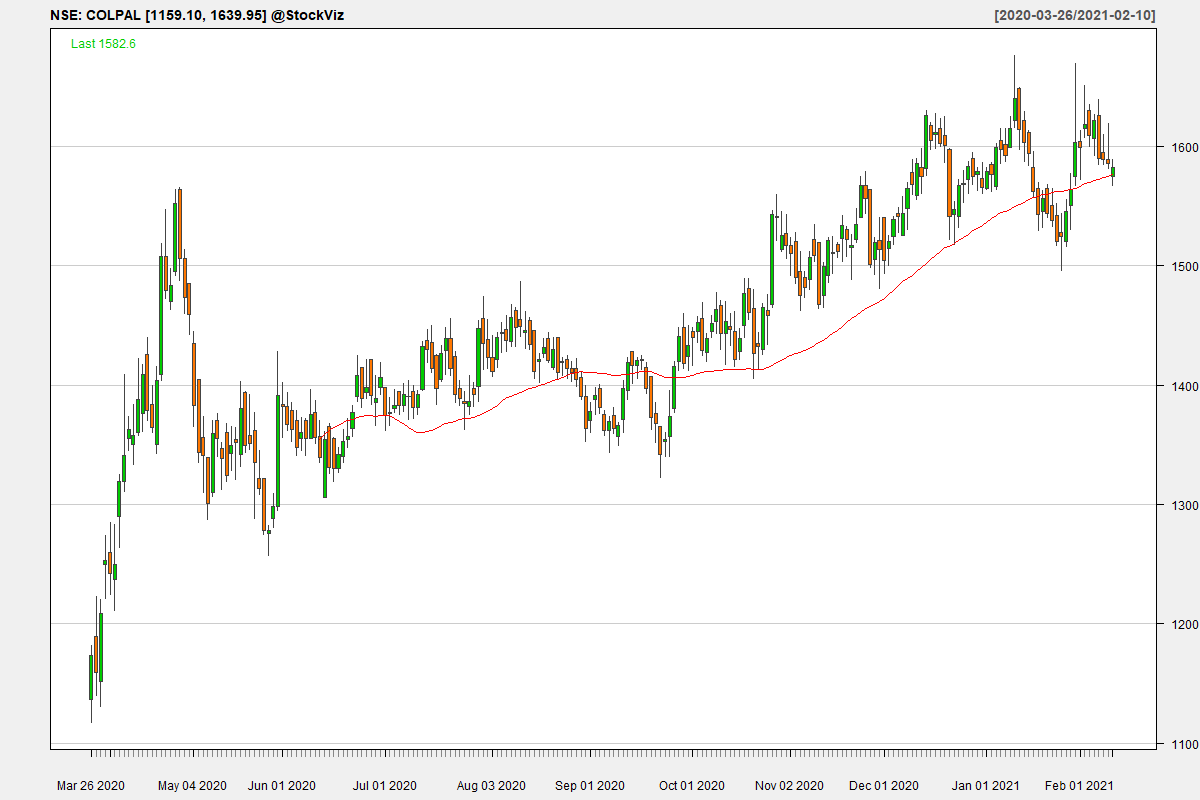 NSE: COLPAL [1159.10, 1639.95] @StockViz
[2020-03-26/2021-02-10]
Last 1582.6
1600
1500
1400
1300
1200
1100
Mar 26 2020
May 04 2020
Jun 01 2020
Jul 01 2020
Aug 03 2020
Sep 01 2020
Oct 01 2020
Nov 02 2020
Dec 01 2020
Jan 01 2021
Feb 01 2021